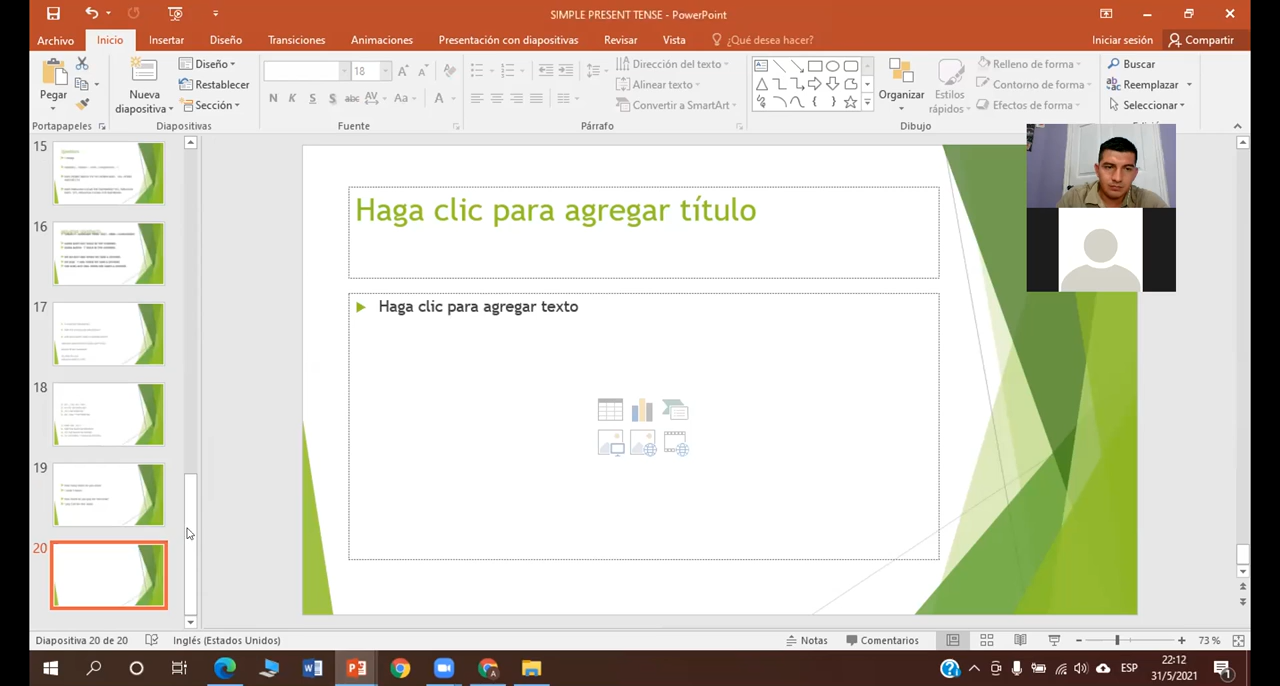 SIMPLE PRESENT TENSE - PowerPoint
Archivo Inicio Insertar Diseño Transiciones Animaciones Presentación con diapositivas Revisar Vista ¿Qué desea hacer? Iniciar sesión Compartir
Pegar
Nueva diapositiva
Diseño
Restablecer
Sección
18
N K S S abc AV Aa A
Dirección del texto
Alinear texto
Convertir a SmartArt
Organizar
Estilos rápidos
Relleno de forma
Contorno de forma
Efectos de forma
Buscar
Reemplazar
Seleccionar
Portapapeles Diapositivas Fuente Párrafo Dibujo
15
16
17
18
19
20
Haga clic para agregar título
Haga clic para agregar texto
Diapositiva 20 de 20 Inglés (Estados Unidos) Notas Comentarios 73 %
ESP
22:12
31/5/2021
1